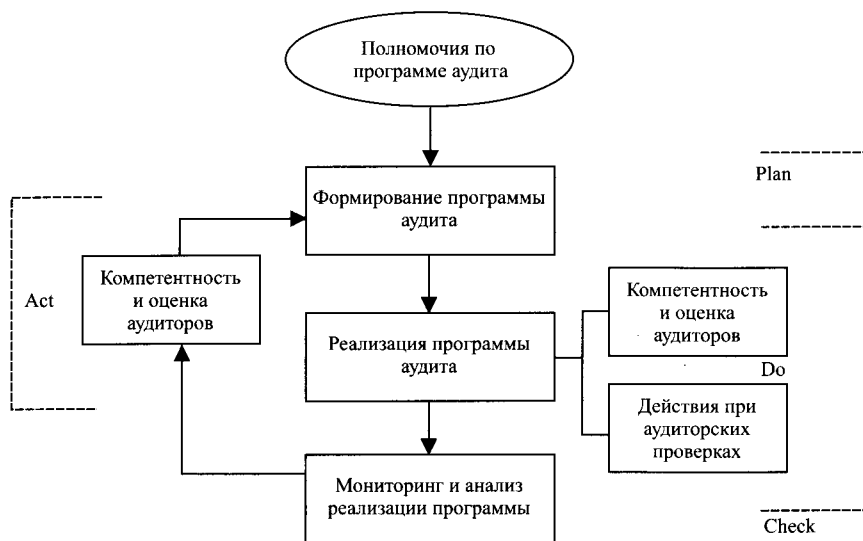 Полномочия по
программе аудита
Plan
Формирование программы
аудита
Act
Компетентность
и оценка
аудиторов
Реализация программы
аудита
Компетентность
и оценка
аудиторов
Do
Действия при
аудиторских
проверках
Мониторинг и анализ
реализации программы
Check